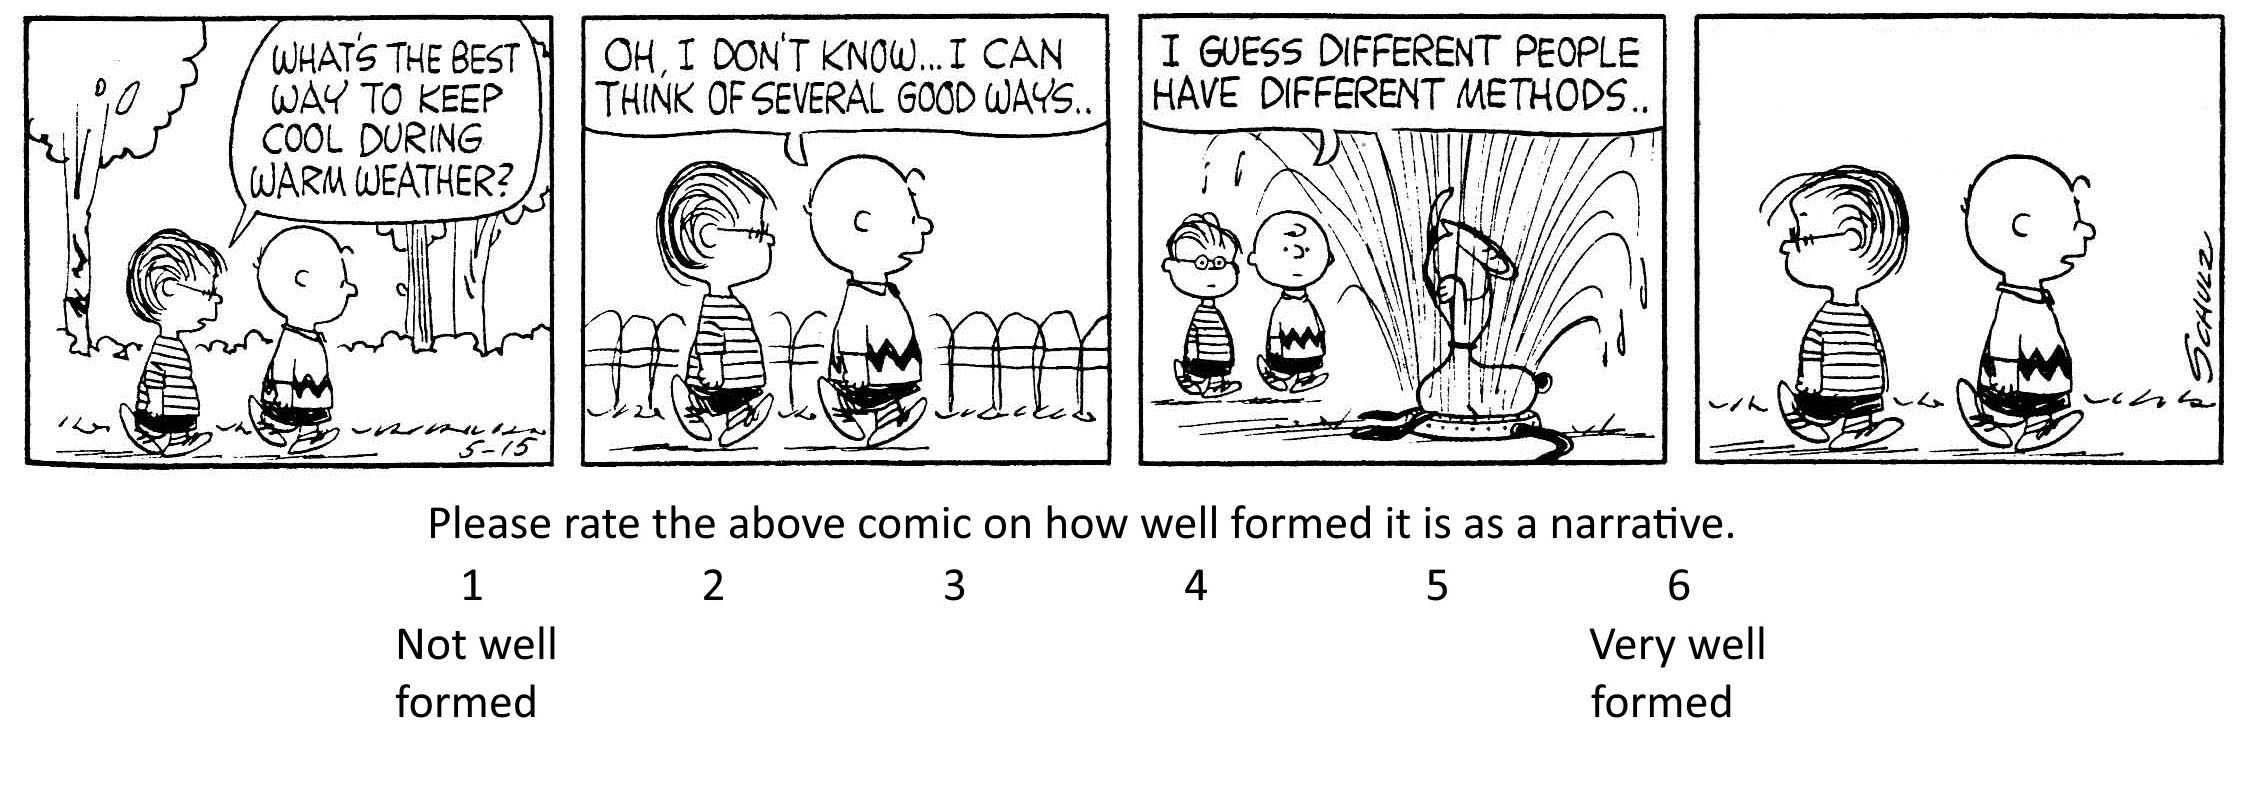 WHAT'S THE BEST
WAY TO KEEP
COOL DURING
WARM WEATHER?
5-15
OH, I DON'T KNOW...I CAN
THINK OF SEVERAL GOOD WAYS..
I GUESS DIFFERENT PEOPLE
HAVE DIFFERENT METHODS..
SCHULZ
Please rate the above comic on how well formed it is as a narrative.
1 2 3 4 5 6
Not well Very well
formed formed